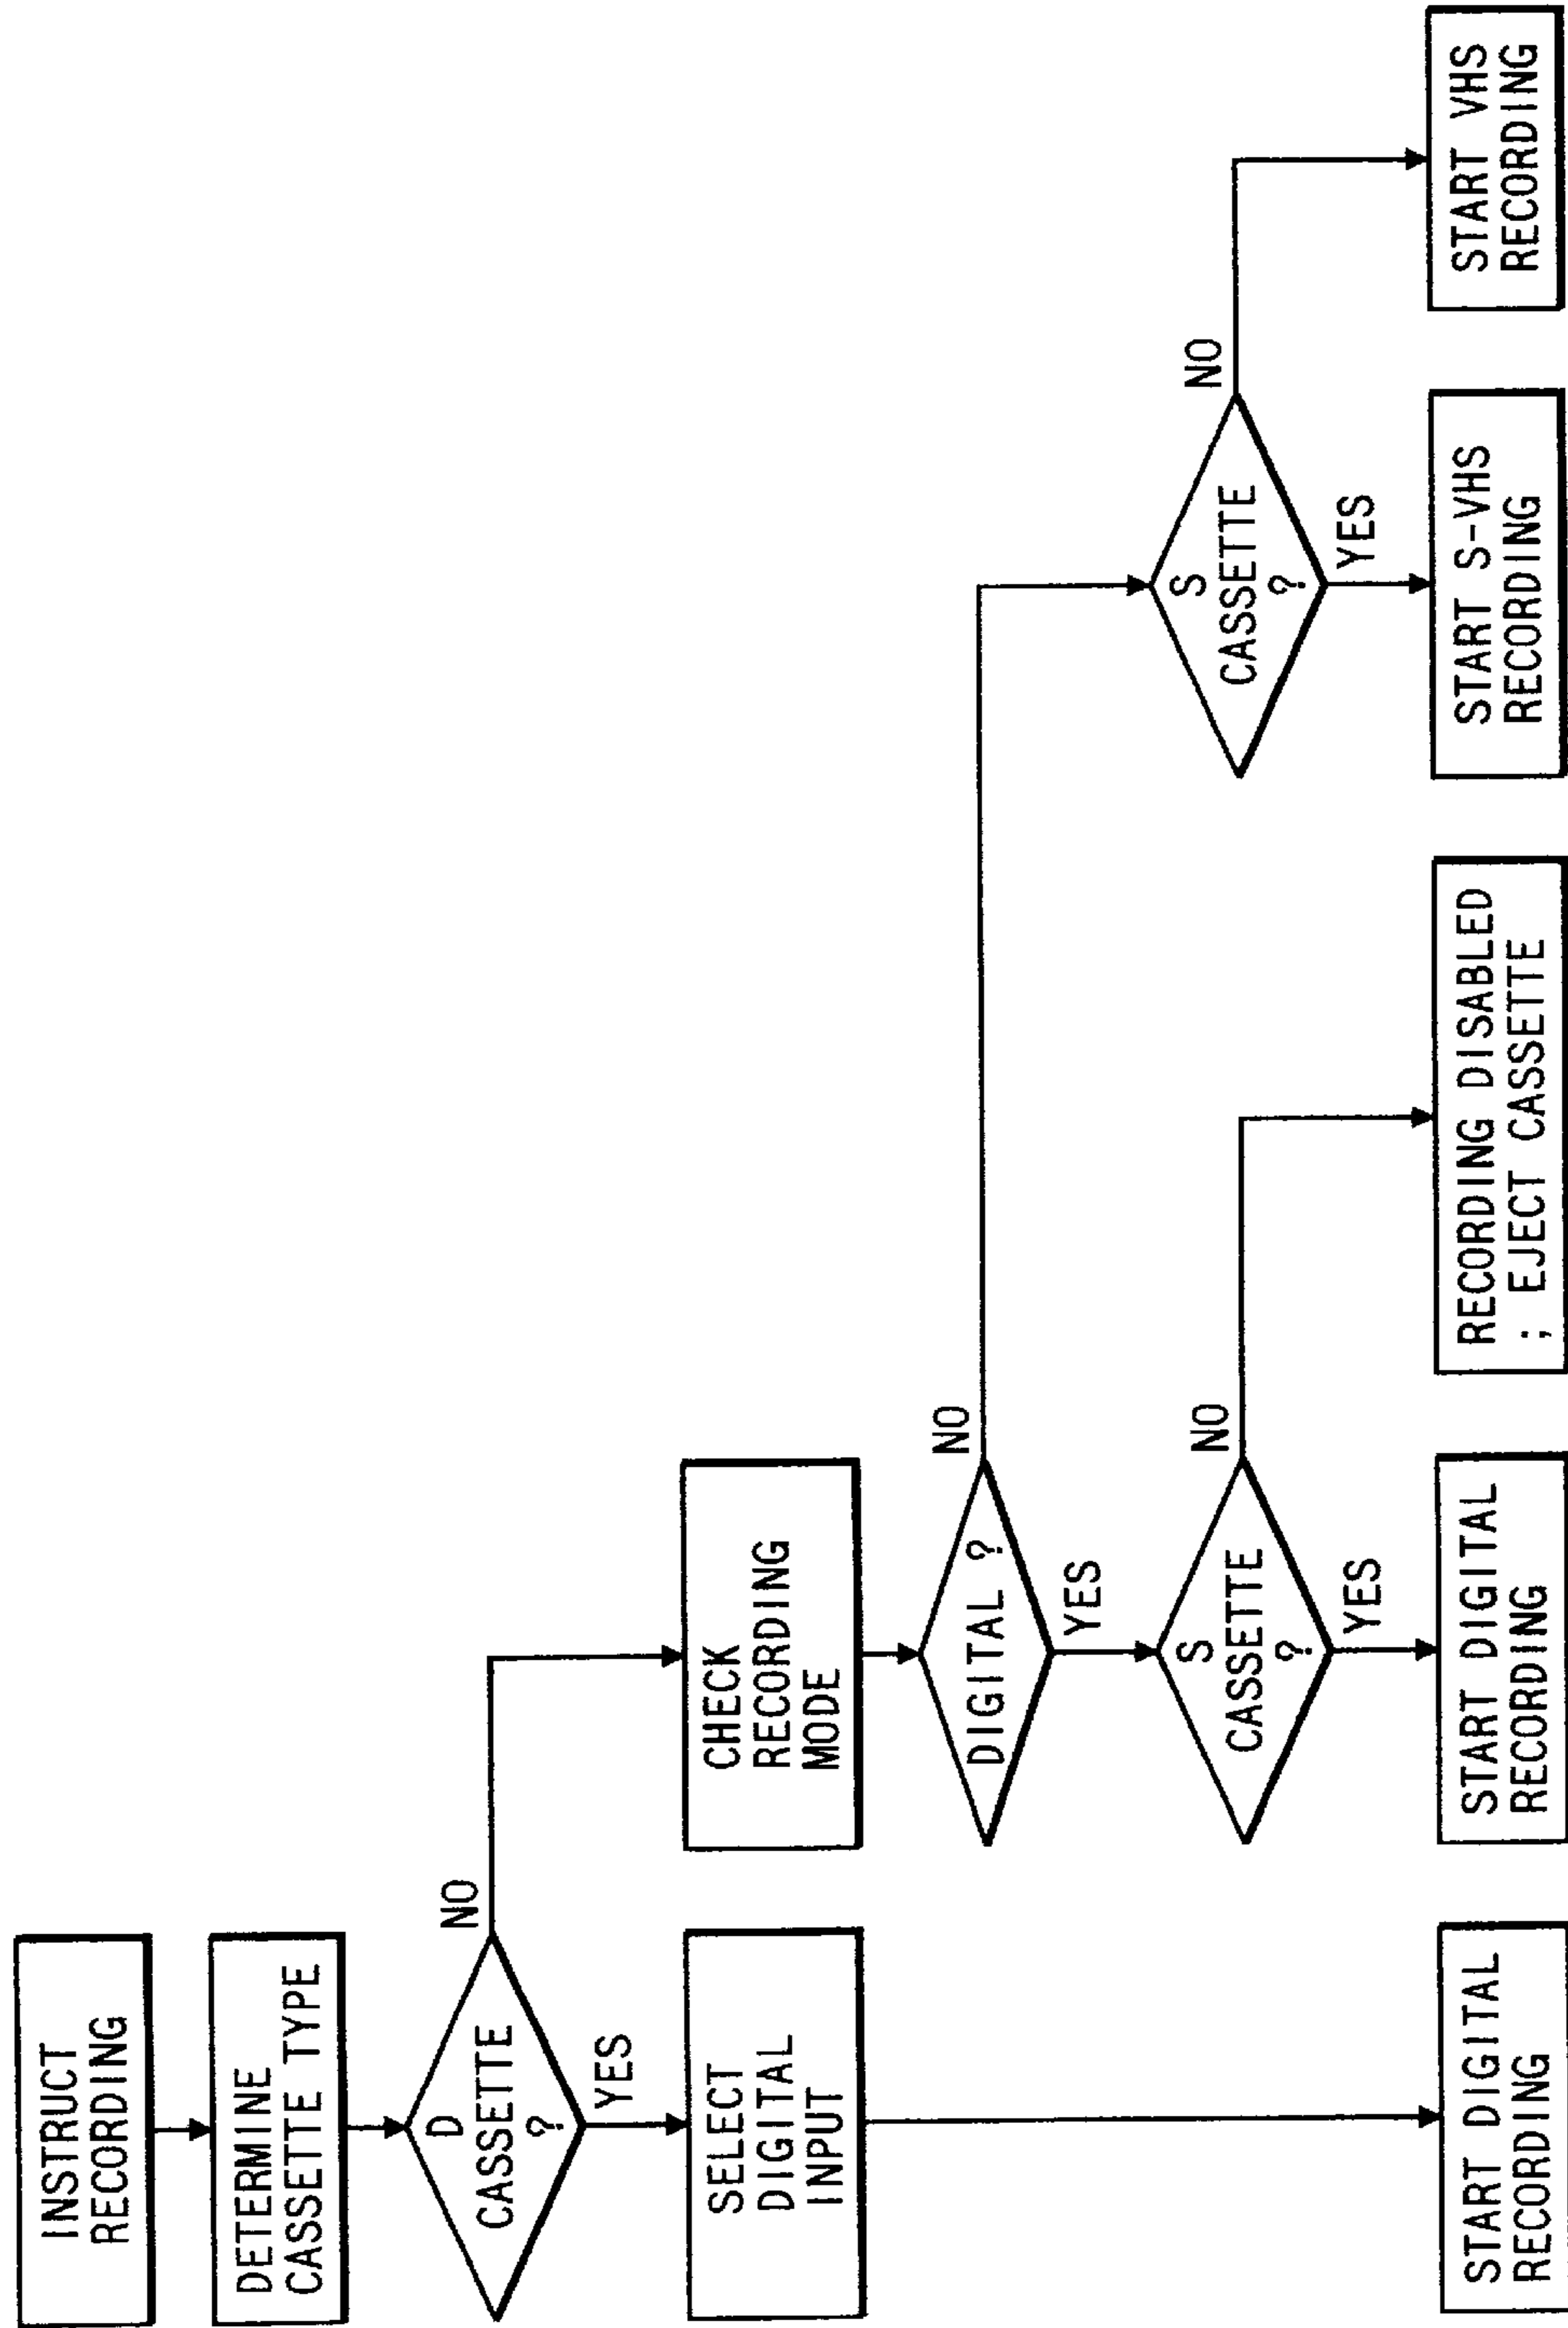 INSTRUCT
RECORDING
DETERMINE
CASSETTE TYPE
D
CASSETTE
?
NO
YES
SELECT
DIGITAL
INPUT
CHECK
RECORDING
MODE
DIGITAL ?
NO
YES
S
CASSETTE
?
NO
YES
S
CASSETTE
?
NO
YES
START DIGITAL
RECORDING
START DIGITAL
RECORDING
RECORDING DISABLED
; EJECT CASSETTE
START S-VHS
RECORDING
START VHS
RECORDING